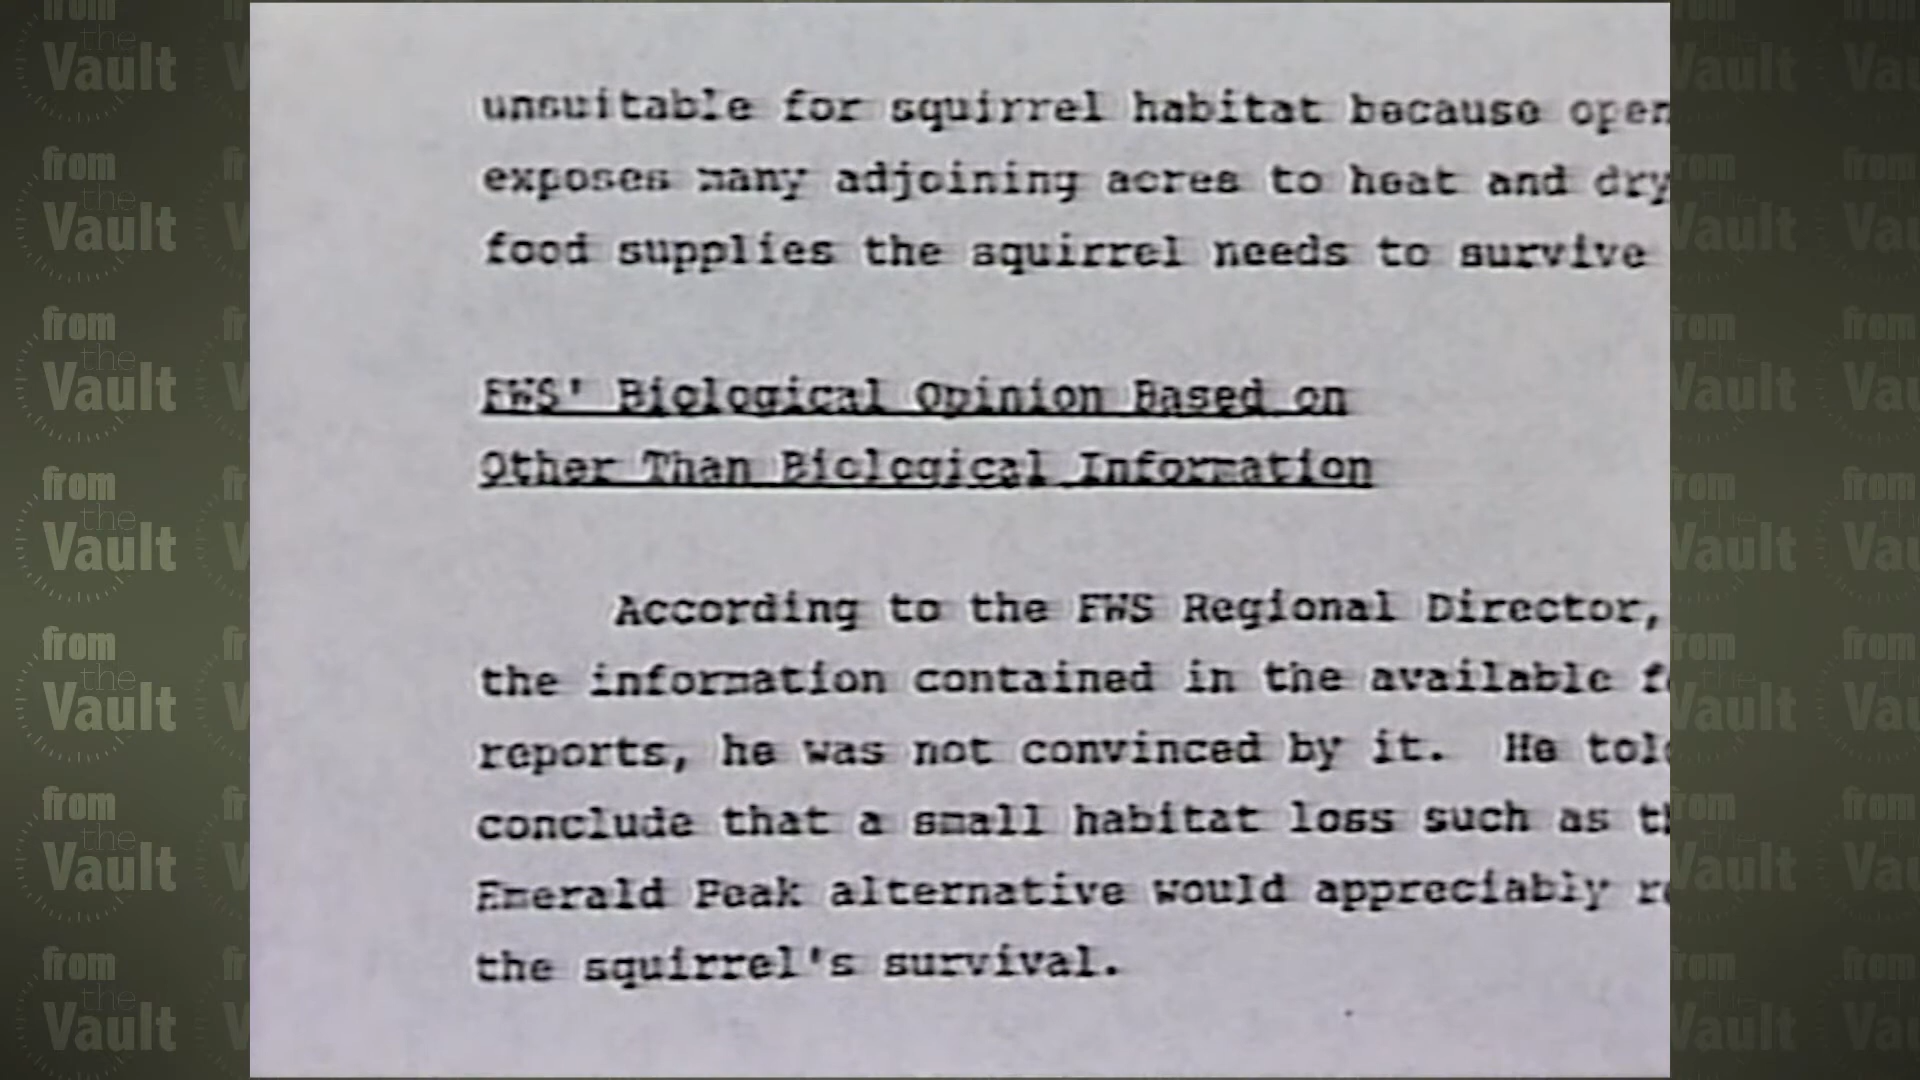 unsuitable for squirrel habitat because open
exposes many adjoining acres to heat and dry
food supplies the squirrel needs to survive
FWS' Biological Opinion Based on
Other Than Biological Information
According to the FWS Regional Director,
the information contained in the available
reports, he was not convinced by it. He told
conclude that a small habitat loss such as
Emerald Peak alternative would appreciably
the squirrel's survival.
from the Vault